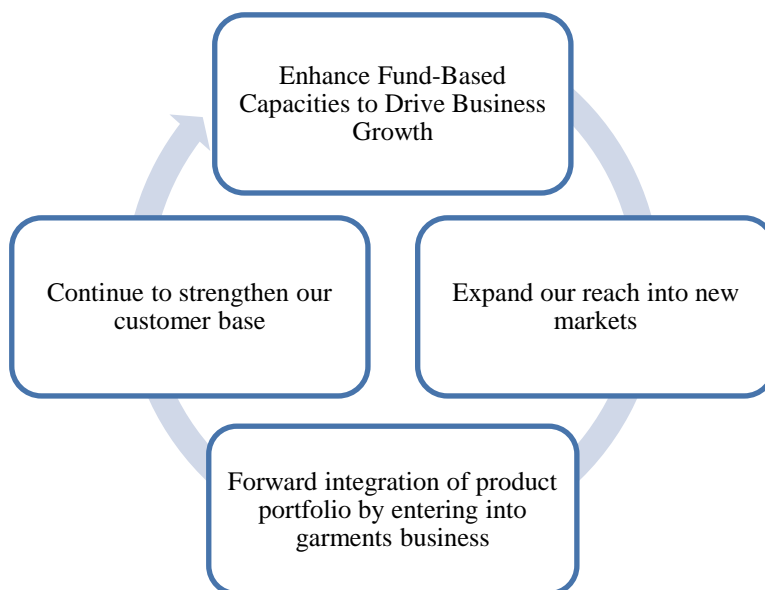 Enhance Fund-Based
Capacities to Drive Business
Growth
Expand our reach into new
markets
Forward integration of product
portfolio by entering into
garments business
Continue to strengthen our
customer base